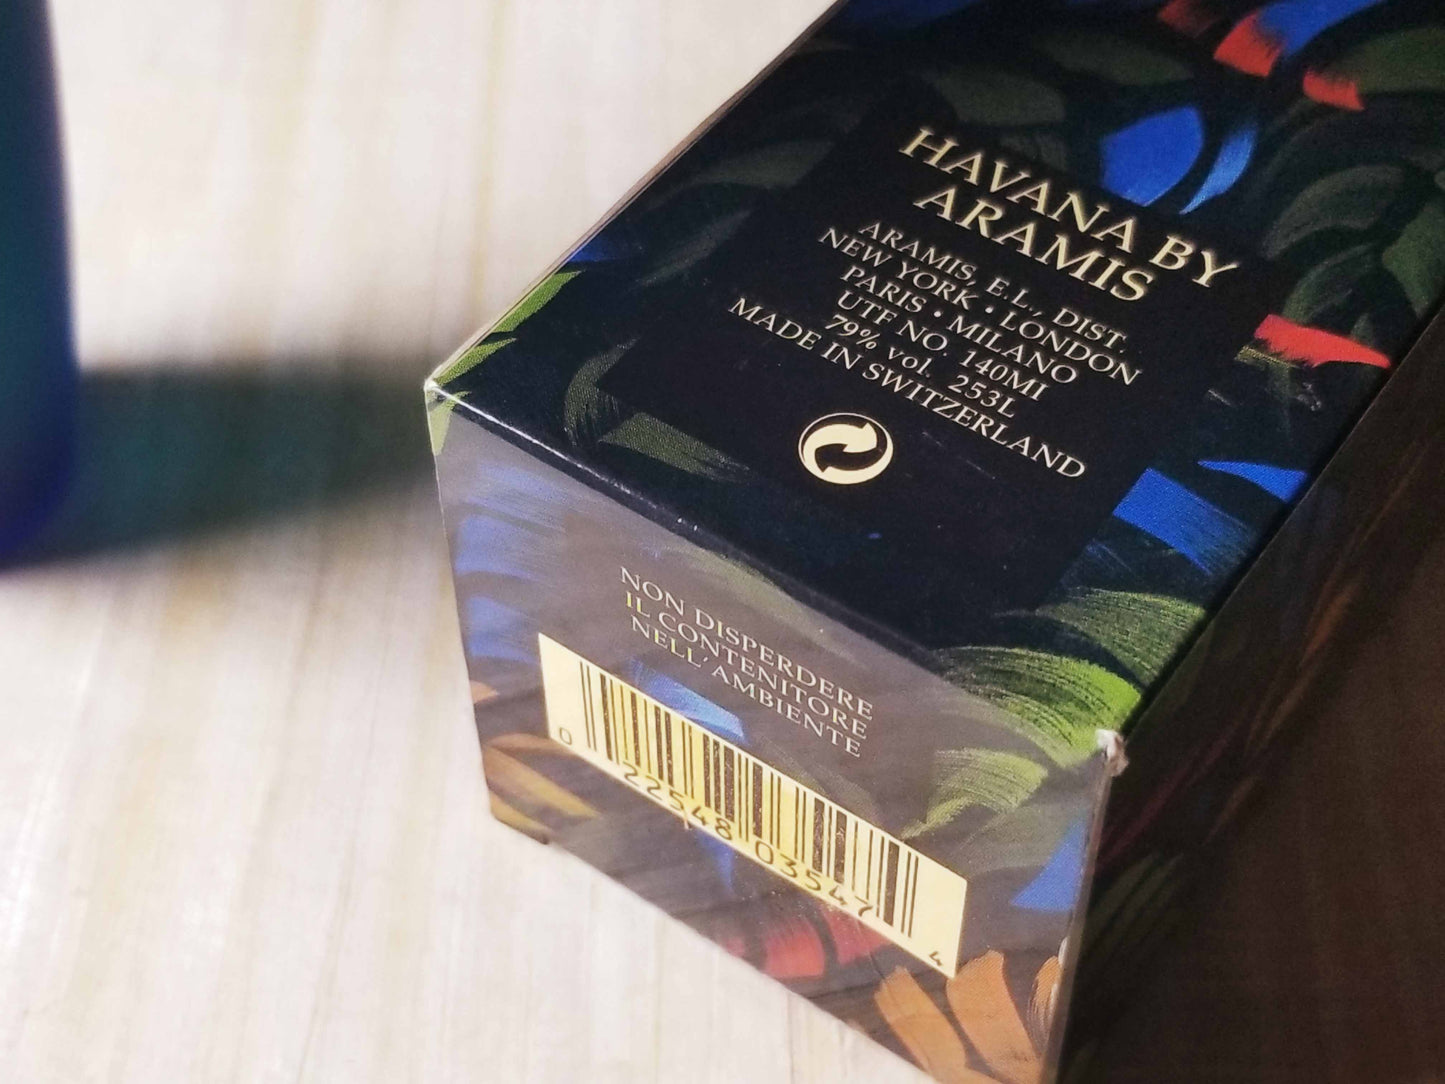 HAVANA BY
ARAMIS
ARAMIS, E.L., DIST.
NEW YORK • LONDON
PARIS • MILANO
UTF NO. 140MI
79% vol. 253L
MADE IN SWITZERLAND
NON DISPERDERE
IL CONTENITORE
NELL' AMBIENTE
0 22548 03547 4